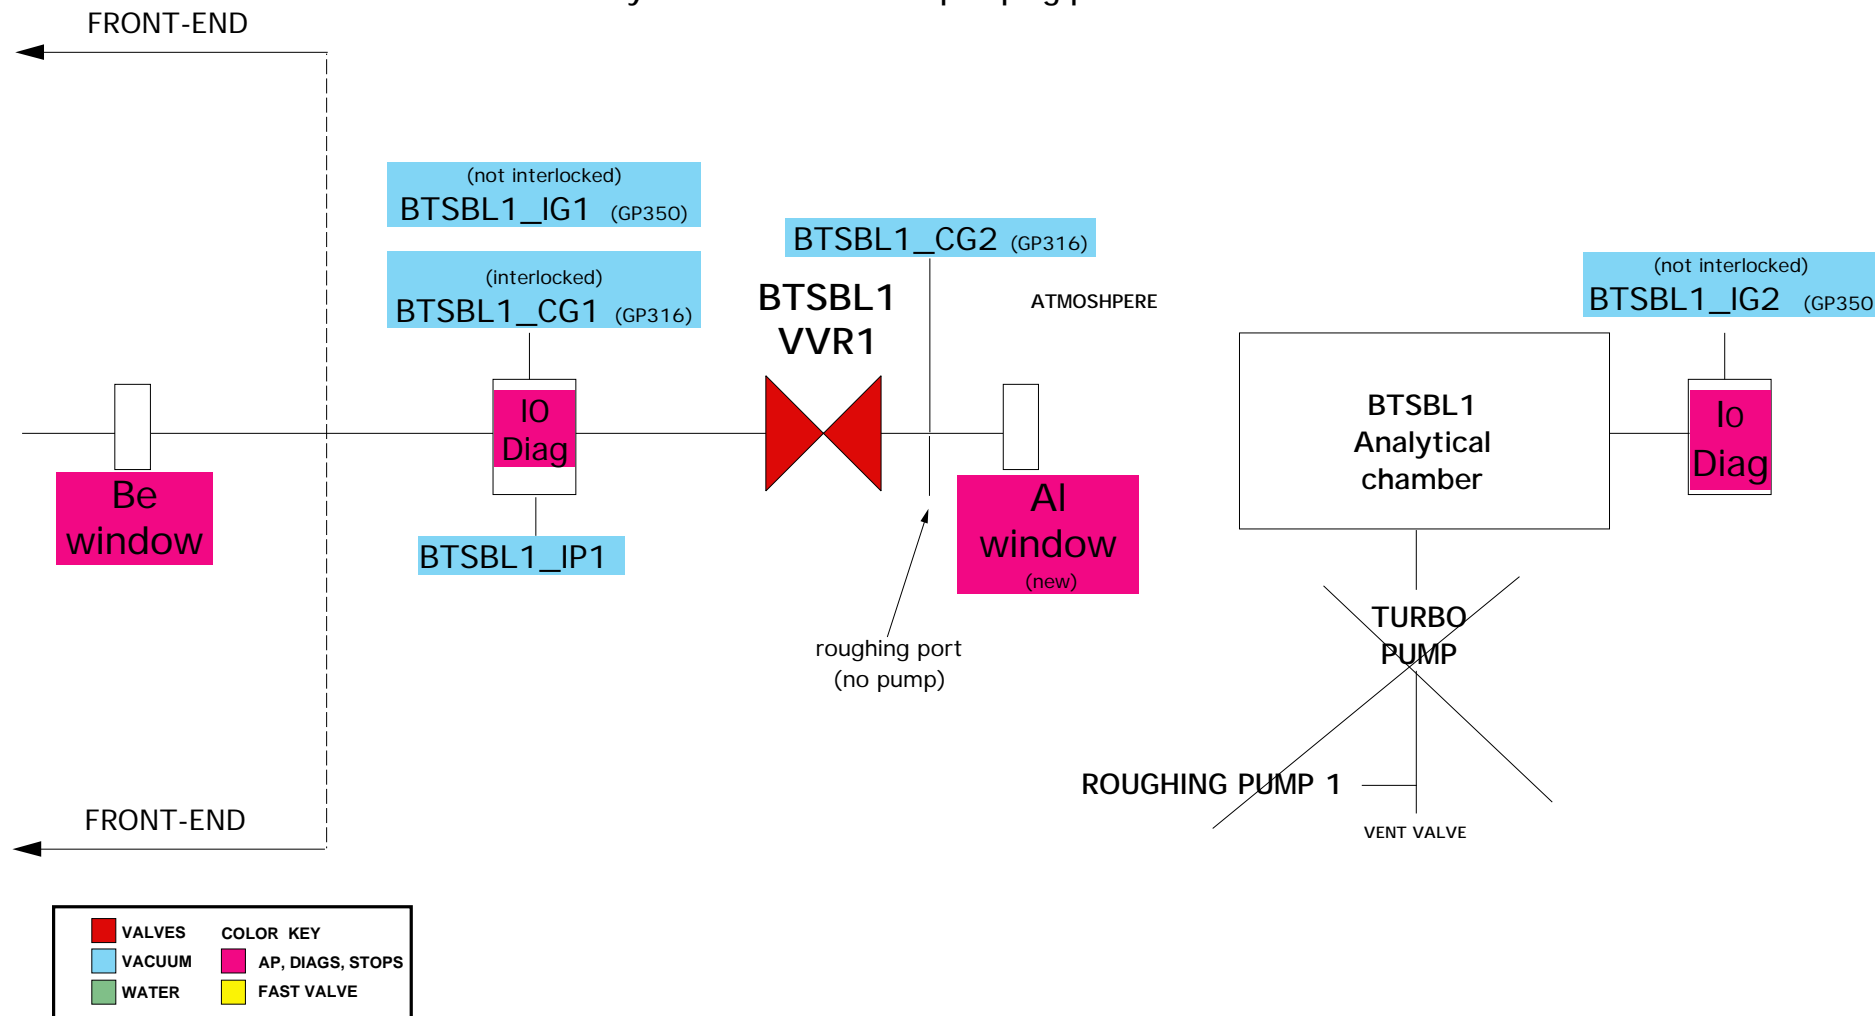 FRONT-END
(not interlocked)
BTSBL1_IG1 (GP350)
(interlocked)
BTSBL1_CG1 (GP316)
BTSBL1_CG2 (GP316)
BTSBL1
VVR1
ATMOSHPERE
(not interlocked)
BTSBL1_IG2 (GP350
I0
Diag
BTSBL1
Analytical
chamber
Io
Diag
Be
window
BTSBL1_IP1
Al
window
(new)
roughing port
(no pump)
TURBO
PUMP
ROUGHING PUMP 1
VENT VALVE
FRONT-END
VALVES
COLOR KEY
VACUUM
AP, DIAGS, STOPS
WATER
FAST VALVE